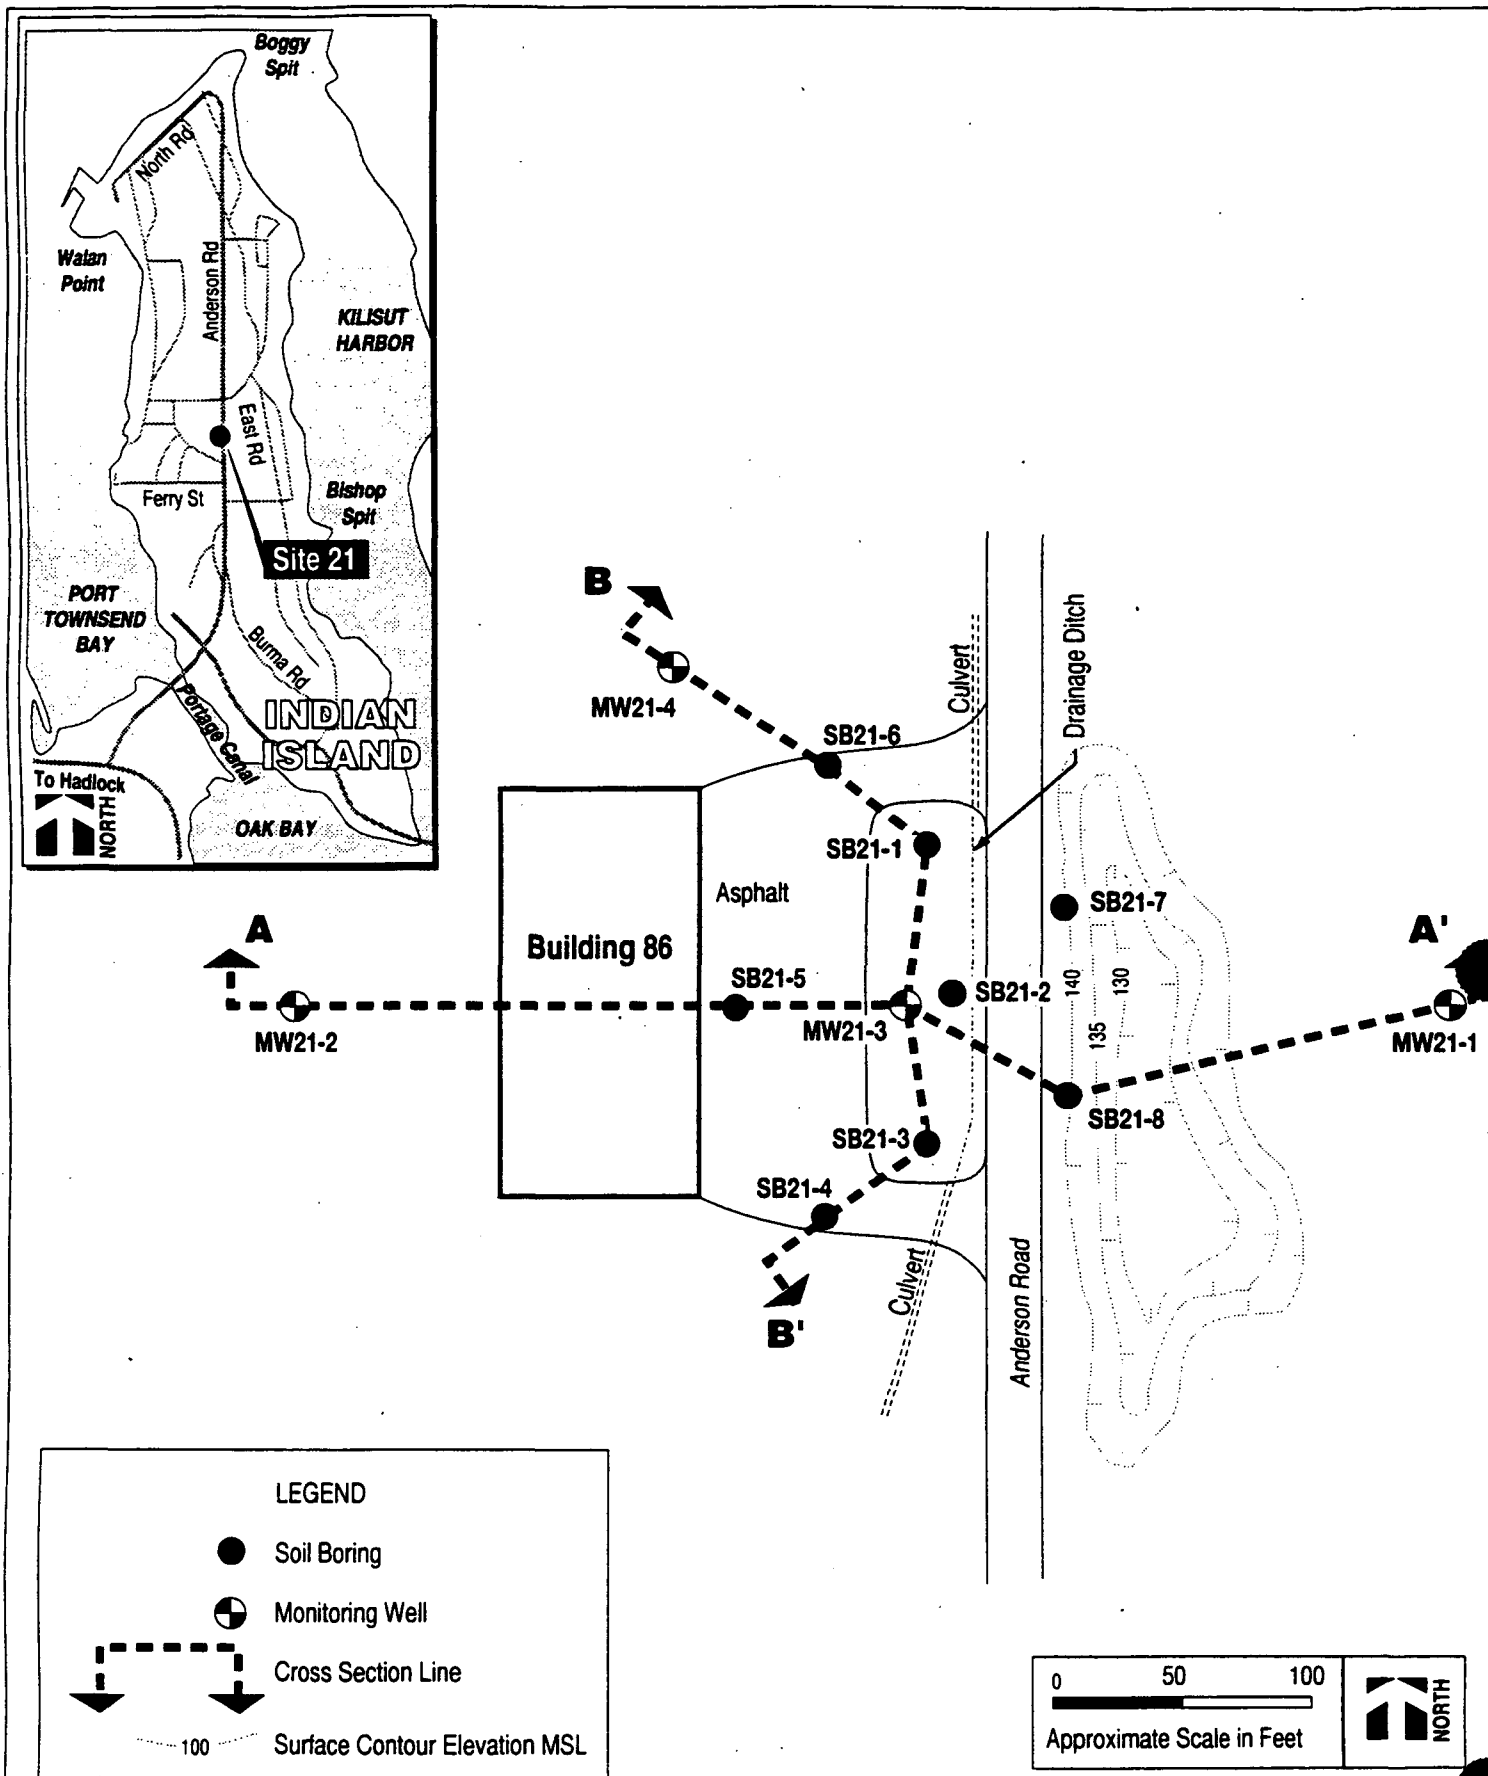 Boggy
Spit
North Rd
Walan
Point
Anderson Rd
KILISUT
HARBOR
East Rd
Ferry St
Bishop
Spit
Site 21
PORT
TOWNSEND
BAY
Burma Rd
Portage Canal
INDIAN
ISLAND
To Hadlock
NORTH
OAK BAY
B
MW21-4
SB21-6
Culvert
Drainage Ditch
SB21-1
Asphalt
SB21-7
A
A'
Building 86
SB21-5
SB21-2
140
130
135
MW21-2
MW21-3
MW21-1
SB21-8
SB21-3
SB21-4
Culvert
Anderson Road
B'
LEGEND
Soil Boring
Monitoring Well
Cross Section Line
100
Surface Contour Elevation MSL
0 50 100
Approximate Scale in Feet
NORTH